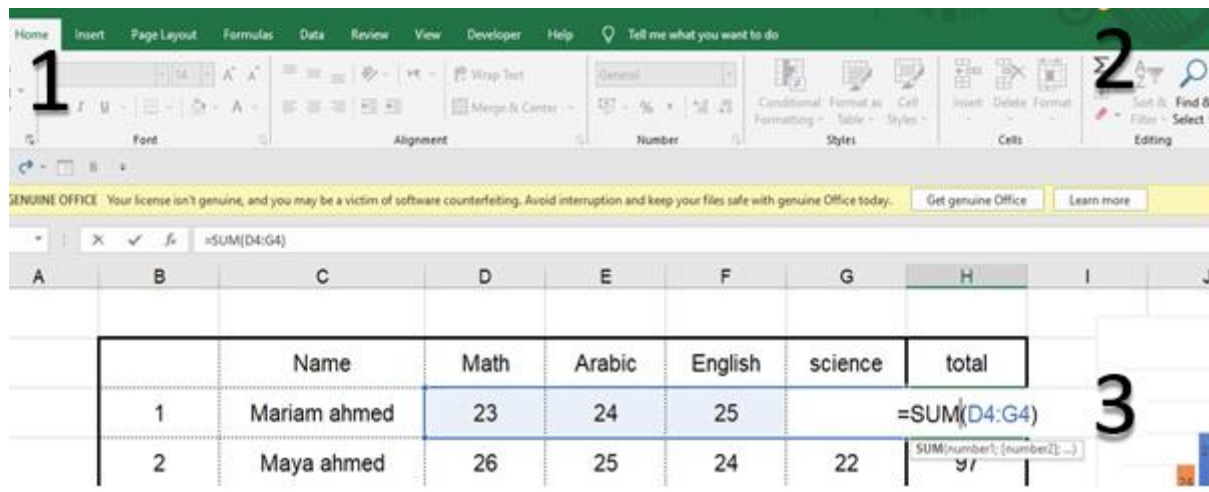 Home Insert Page Layout Formulas Data Review View Developer Help Tell me what you want to do
1 2
14 A A Wrap Text General Conditional Format as Cell Insert Delete Format Sort & Find &
I U A Merge & Center % Formatting Table Styles Filter Select
Font Alignment Number Styles Cells Editing
GENUINE OFFICE Your license isn't genuine, and you may be a victim of software counterfeiting. Avoid interruption and keep your files safe with genuine Office today. Get genuine Office Learn more
fx =SUM(D4:G4)
A B C D E F G H I J
Name Math Arabic English science total
1 Mariam ahmed 23 24 25 =SUM(D4:G4) 3
SUM(number1; [number2]; ...)
2 Maya ahmed 26 25 24 22 97
24